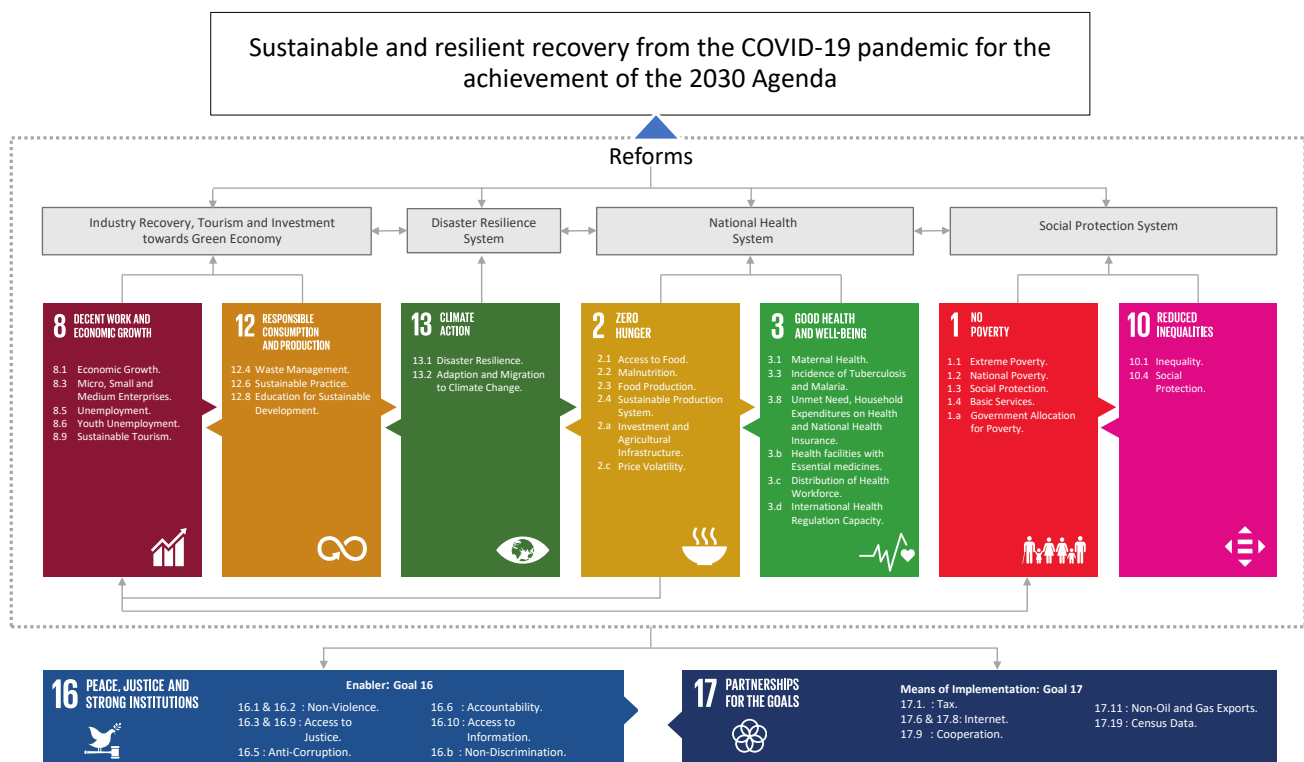 Sustainable and resilient recovery from the COVID-19 pandemic for the
achievement of the 2030 Agenda
Reforms
Industry Recovery, Tourism and Investment
towards Green Economy
Disaster Resilience
System
National Health
System
Social Protection System
8 DECENT WORK AND
ECONOMIC GROWTH
8.1 Economic Growth.
8.3 Micro, Small and
Medium Enterprises.
8.5 Unemployment.
8.6 Youth Unemployment.
8.9 Sustainable Tourism.
12 RESPONSIBLE
CONSUMPTION
AND PRODUCTION
12.4 Waste Management.
12.6 Sustainable Practice.
12.8 Education for Sustainable
Development.
13 CLIMATE
ACTION
13.1 Disaster Resilience.
13.2 Adaption and Migration
to Climate Change.
2 ZERO
HUNGER
2.1 Access to Food.
2.2 Malnutrition.
2.3 Food Production.
2.4 Sustainable Production
System.
2.a Investment and
Agricultural
Infrastructure.
2.c Price Volatility.
3 GOOD HEALTH
AND WELL-BEING
3.1 Maternal Health.
3.3 Incidence of Tuberculosis
and Malaria.
3.8 Unmet Need, Household
Expenditures on Health
and National Health
Insurance.
3.b Health facilities with
Essential medicines.
3.c Distribution of Health
Workforce.
3.d International Health
Regulation Capacity.
1 NO
POVERTY
1.1 Extreme Poverty.
1.2 National Poverty.
1.3 Social Protection.
1.4 Basic Services.
1.a Government Allocation
for Poverty.
10 REDUCED
INEQUALITIES
10.1 Inequality.
10.4 Social
Protection.
16 PEACE, JUSTICE AND
STRONG INSTITUTIONS
Enabler: Goal 16
16.1 & 16.2 : Non-Violence.
16.3 & 16.9 : Access to
Justice.
16.5 : Anti-Corruption.
16.6 : Accountability.
16.10 : Access to
Information.
16.b : Non-Discrimination.
17 PARTNERSHIPS
FOR THE GOALS
Means of Implementation: Goal 17
17.1. : Tax.
17.6 & 17.8: Internet.
17.9 : Cooperation.
17.11 : Non-Oil and Gas Exports.
17.19 : Census Data.